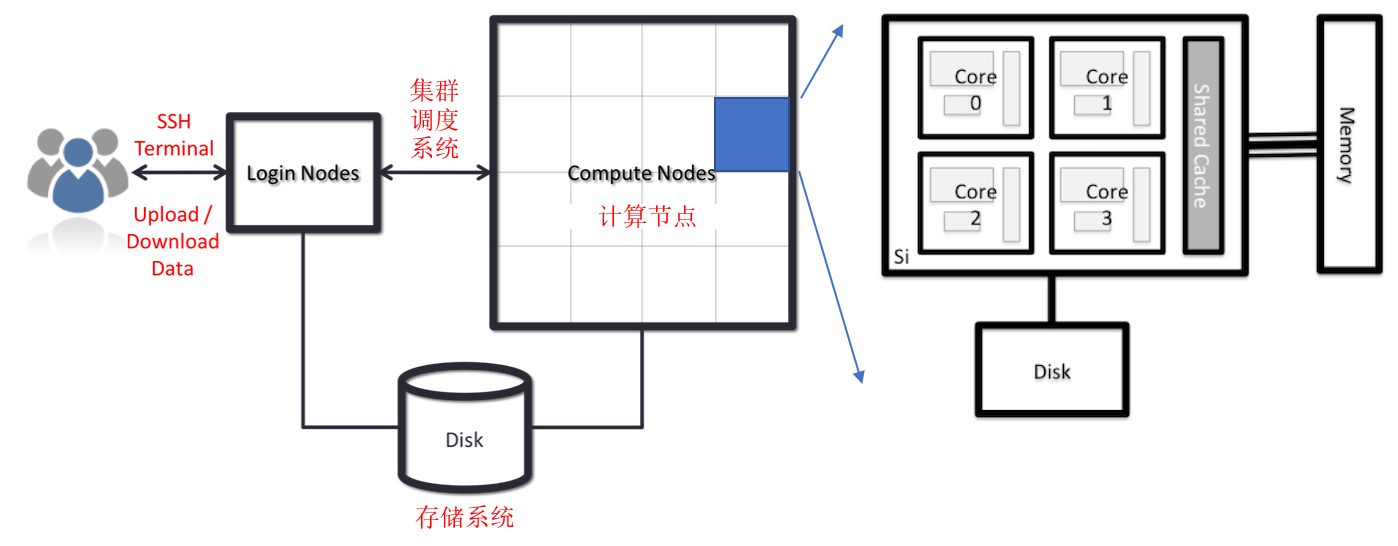 SSH
Terminal
Upload /
Download
Data
Login Nodes
集群
调度
系统
Compute Nodes
计算节点
Disk
存储系统
Core
0
Core
1
Core
2
Core
3
Shared Cache
Si
Memory
Disk